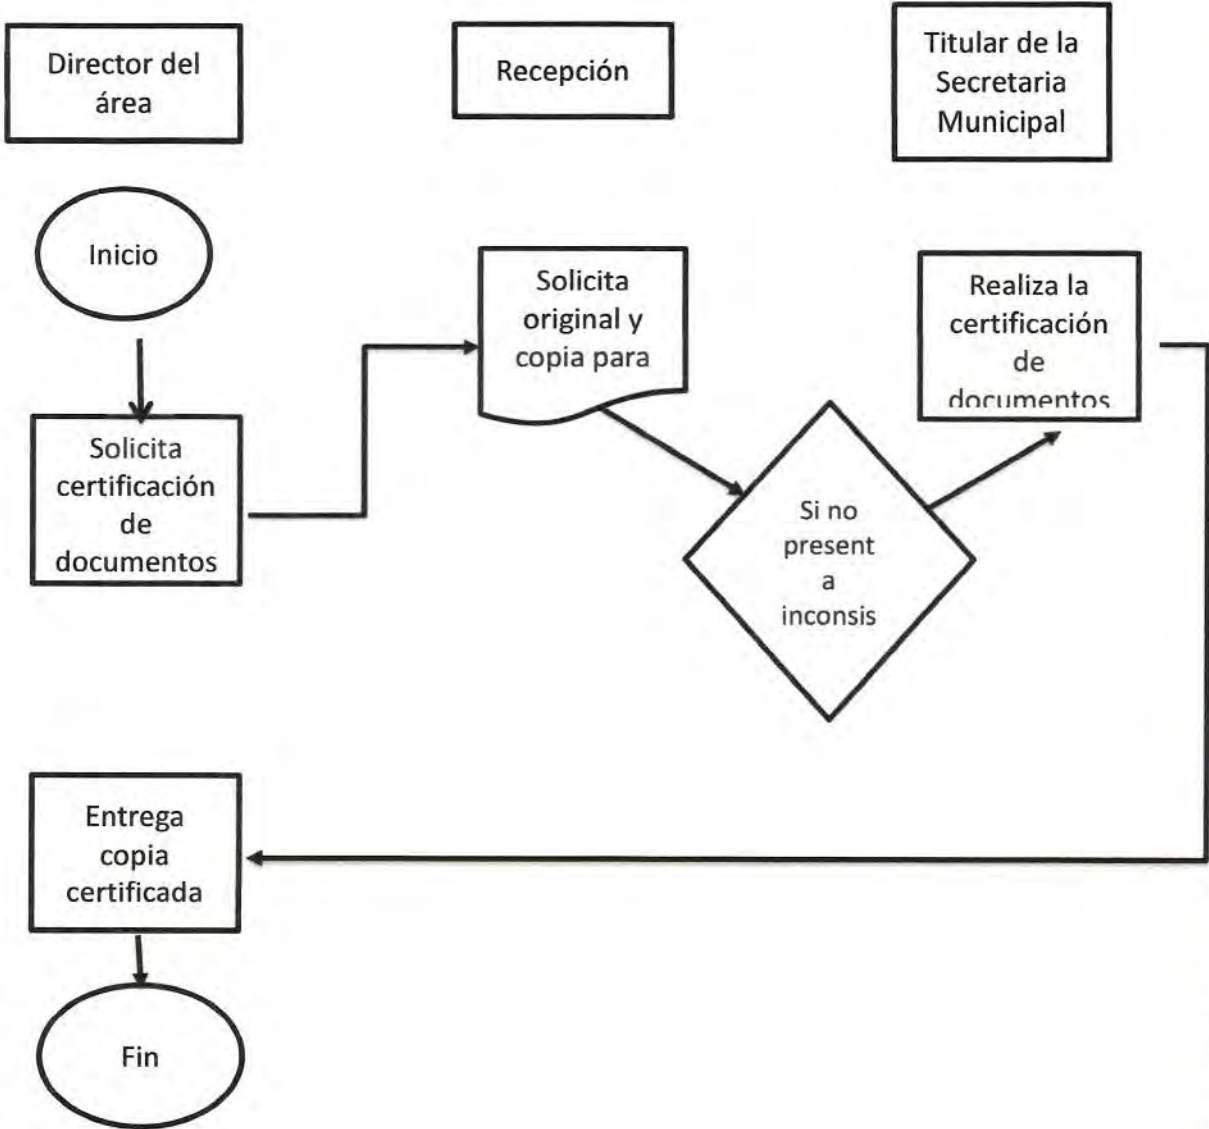 Director del
área
Recepción
Titular de la
Secretaria
Municipal
Inicio
Solicita
original y
copia para
Realiza la
certificación
de
documentos
Solicita
certificación
de
documentos
Si no
present
a
inconsis
Entrega
copia
certificada
Fin